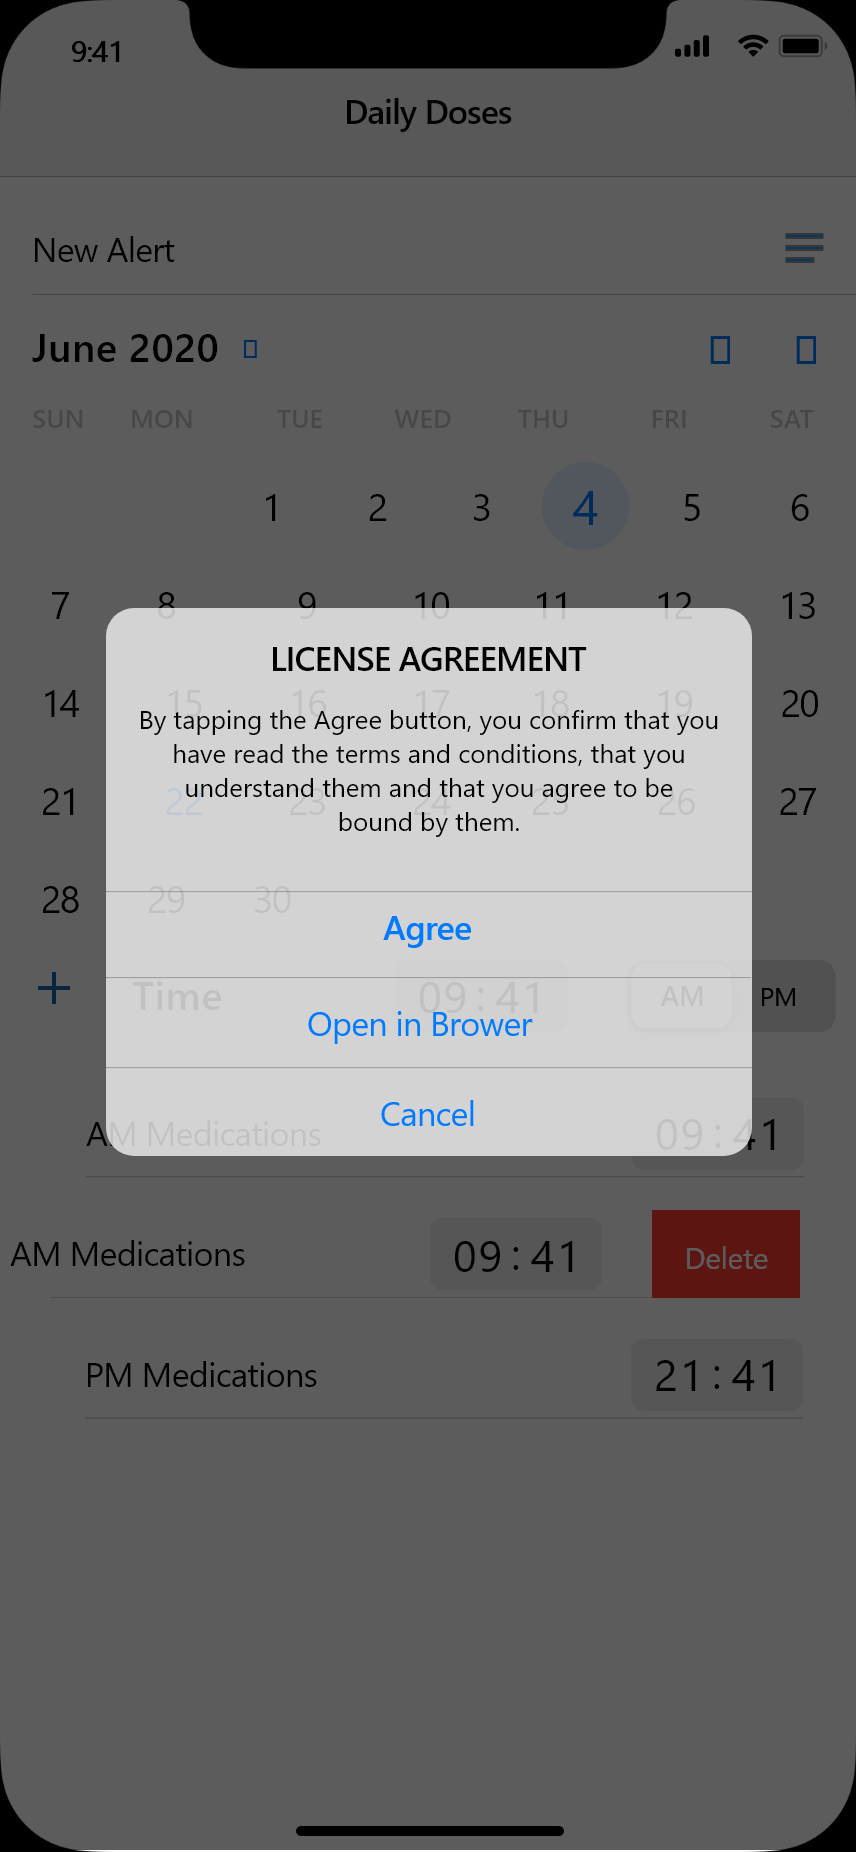 9:41
Daily Doses
New Alert
June 2020
SUN MON TUE WED THU FRI SAT
1 2 3 4 5 6
7 8 9 10 11 12 13
LICENSE AGREEMENT
14 15 16 17 18 19 20
By tapping the Agree button, you confirm that you
have read the terms and conditions, that you
understand them and that you agree to be
21 22 23 24 25 26 27
bound by them.
28 29 30
Agree
Time 09:41 AM PM
Open in Brower
Cancel
AM Medications 09:41
AM Medications 09:41 Delete
PM Medications 21:41